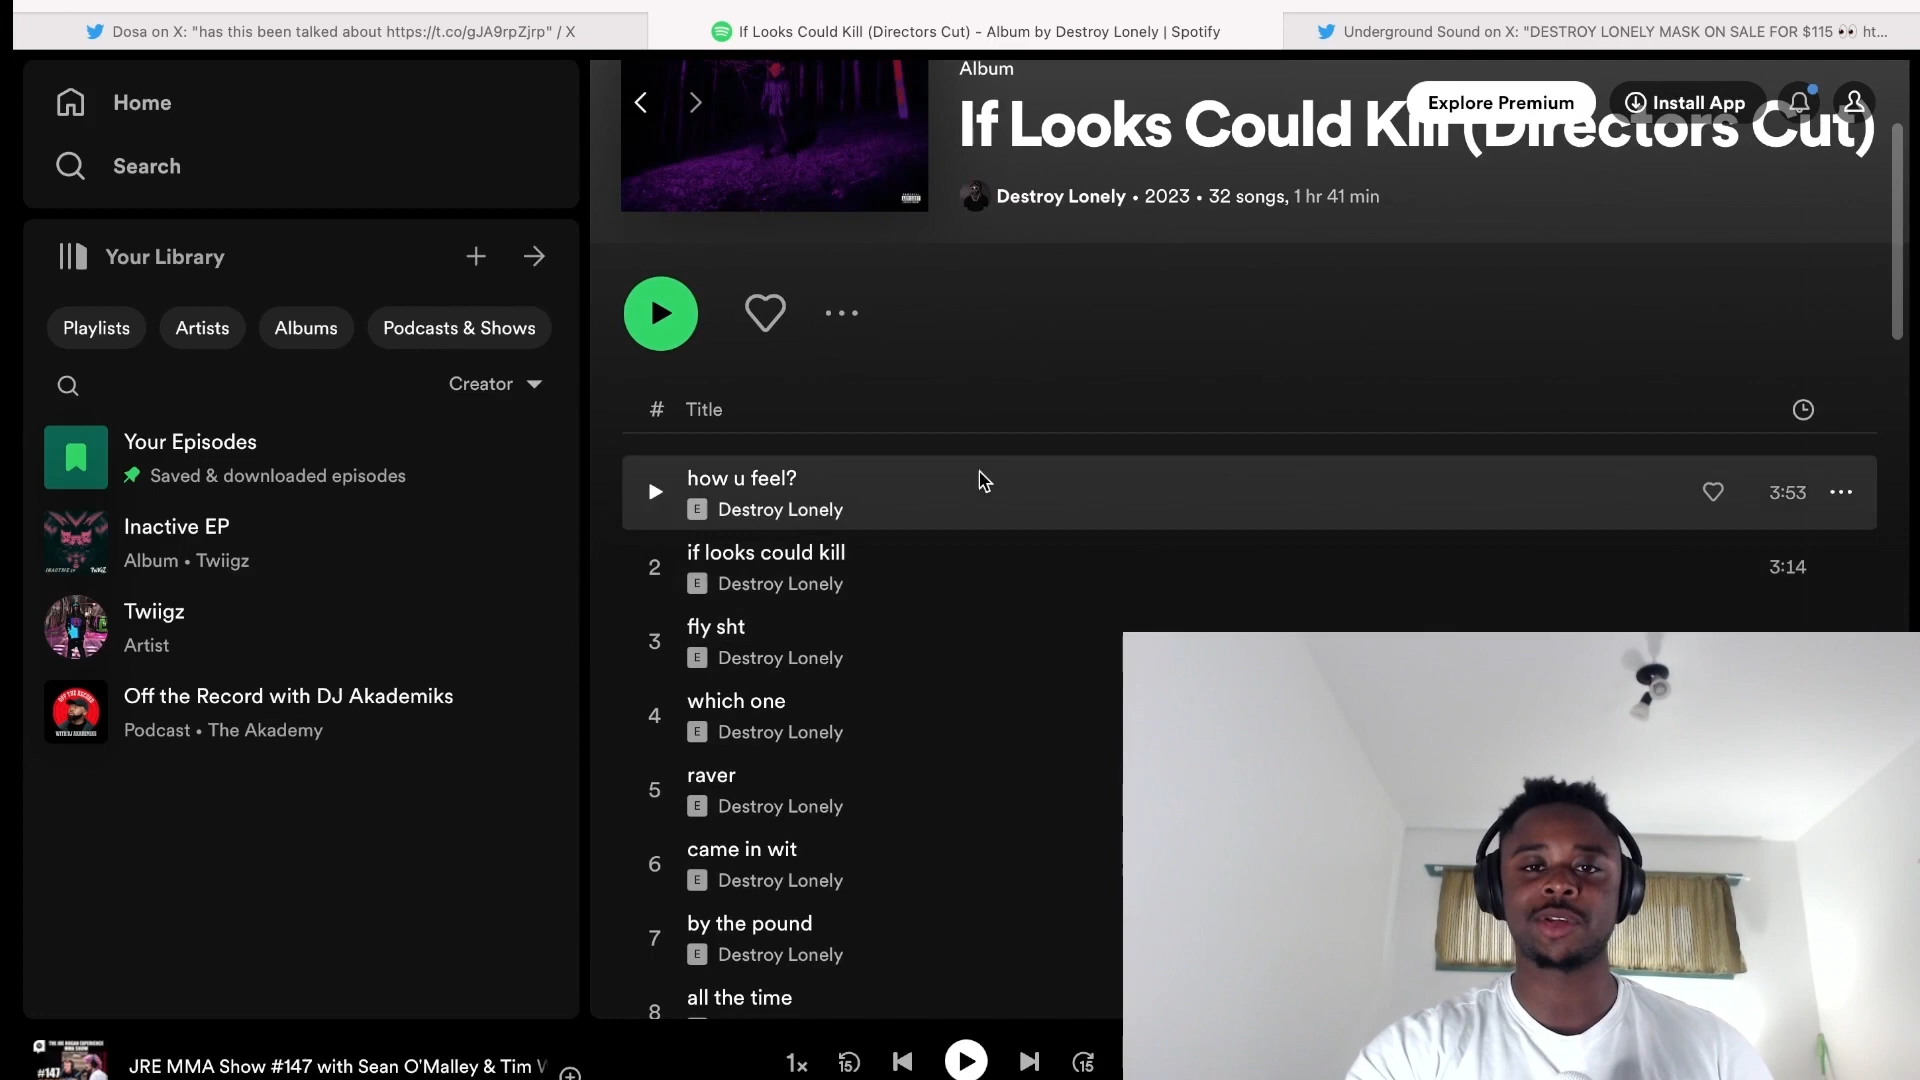 Dosa on X: "has this been talked about https://t.co/gJA9rpZjrp" / X
If Looks Could Kill (Directors Cut) - Album by Destroy Lonely | Spotify
Underground Sound on X: "DESTROY LONELY MASK ON SALE FOR $115 👀 ht...
Home
Search
Your Library
Playlists
Artists
Albums
Podcasts & Shows
Creator
Your Episodes
Saved & downloaded episodes
Inactive EP
Album • Twiigz
Twiigz
Artist
Off the Record with DJ Akademiks
Podcast • The Akademy
Album
Explore Premium
Install App
If Looks Could Kill (Directors Cut)
Destroy Lonely • 2023 • 32 songs, 1 hr 41 min
# Title
how u feel?
E Destroy Lonely
3:53
2 if looks could kill
E Destroy Lonely
3:14
3 fly sht
E Destroy Lonely
4 which one
E Destroy Lonely
5 raver
E Destroy Lonely
6 came in wit
E Destroy Lonely
7 by the pound
E Destroy Lonely
8 all the time
#147
JRE MMA Show #147 with Sean O'Malley & Tim
1x
15
15